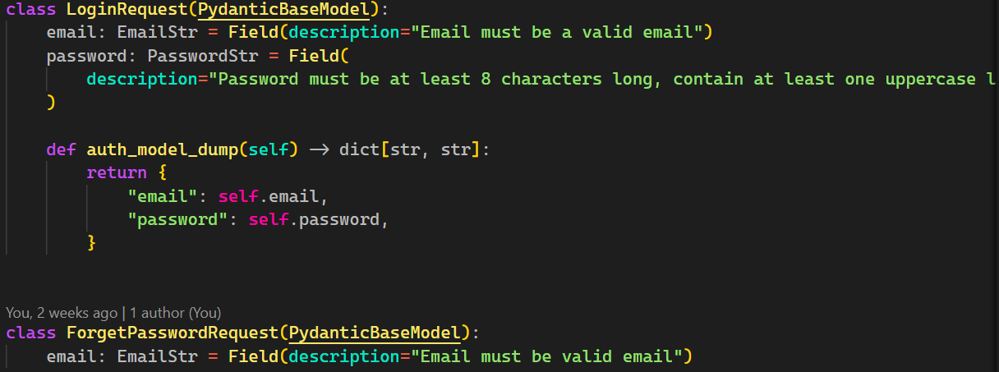 class LoginRequest(PydanticBaseModel):
    email: EmailStr = Field(description="Email must be a valid email")
    password: PasswordStr = Field(
        description="Password must be at least 8 characters long, contain at least one uppercase l
    )
    def auth_model_dump(self) -> dict[str, str]:
        return {
            "email": self.email,
            "password": self.password,
        }
You, 2 weeks ago | 1 author (You)
class ForgetPasswordRequest(PydanticBaseModel):
    email: EmailStr = Field(description="Email must be valid email")